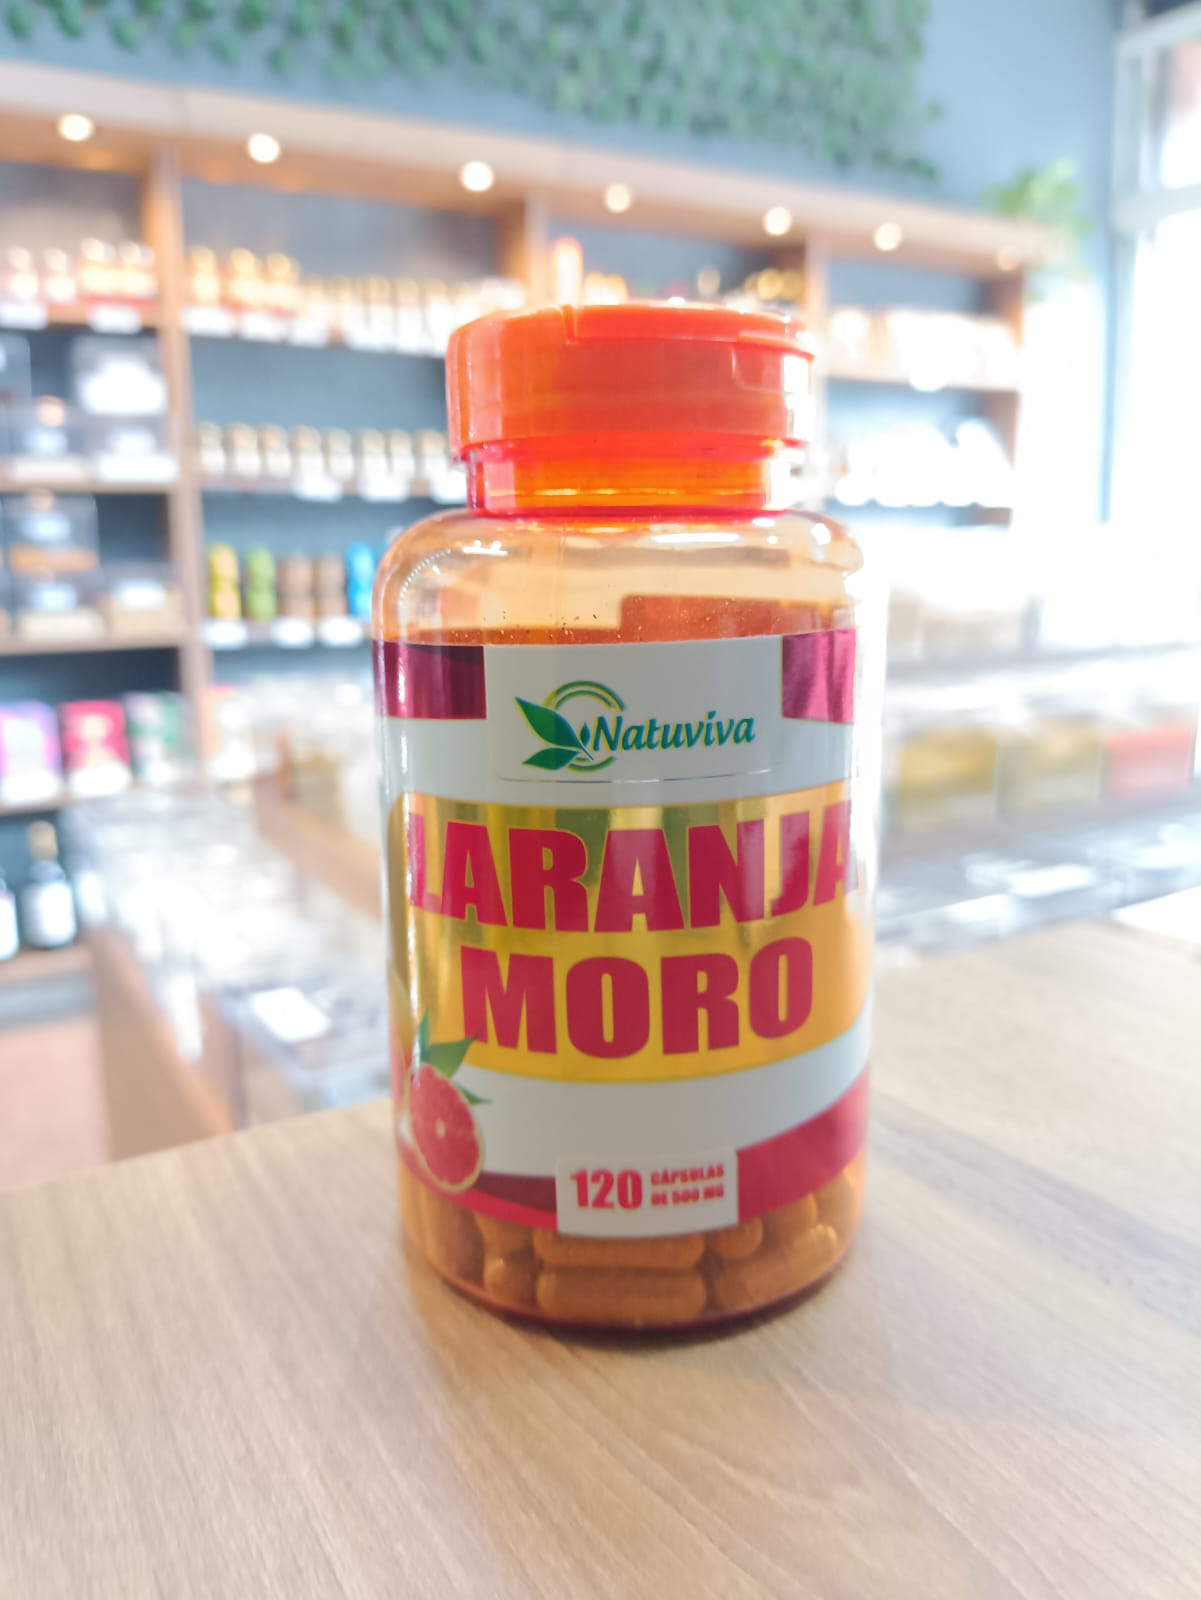 Natuviva
LARANJA
MORO
120 CÁPSULAS
DE 500 MG